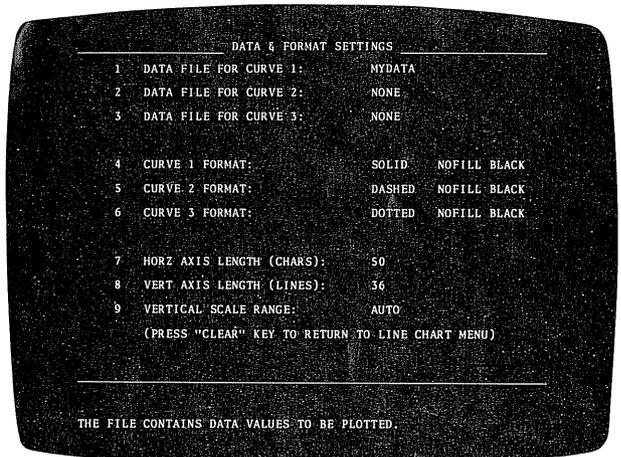 DATA & FORMAT SETTINGS
1 DATA FILE FOR CURVE 1: MYDATA
2 DATA FILE FOR CURVE 2: NONE
3 DATA FILE FOR CURVE 3: NONE
4 CURVE 1 FORMAT: SOLID NOFILL BLACK
5 CURVE 2 FORMAT: DASHED NOFILL BLACK
6 CURVE 3 FORMAT: DOTTED NOFILL BLACK
7 HORZ AXIS LENGTH (CHARS): 50
8 VERT AXIS LENGTH (LINES): 36
9 VERTICAL SCALE RANGE: AUTO
(PRESS "CLEAR" KEY TO RETURN TO LINE CHART MENU)
THE FILE CONTAINS DATA VALUES TO BE PLOTTED.